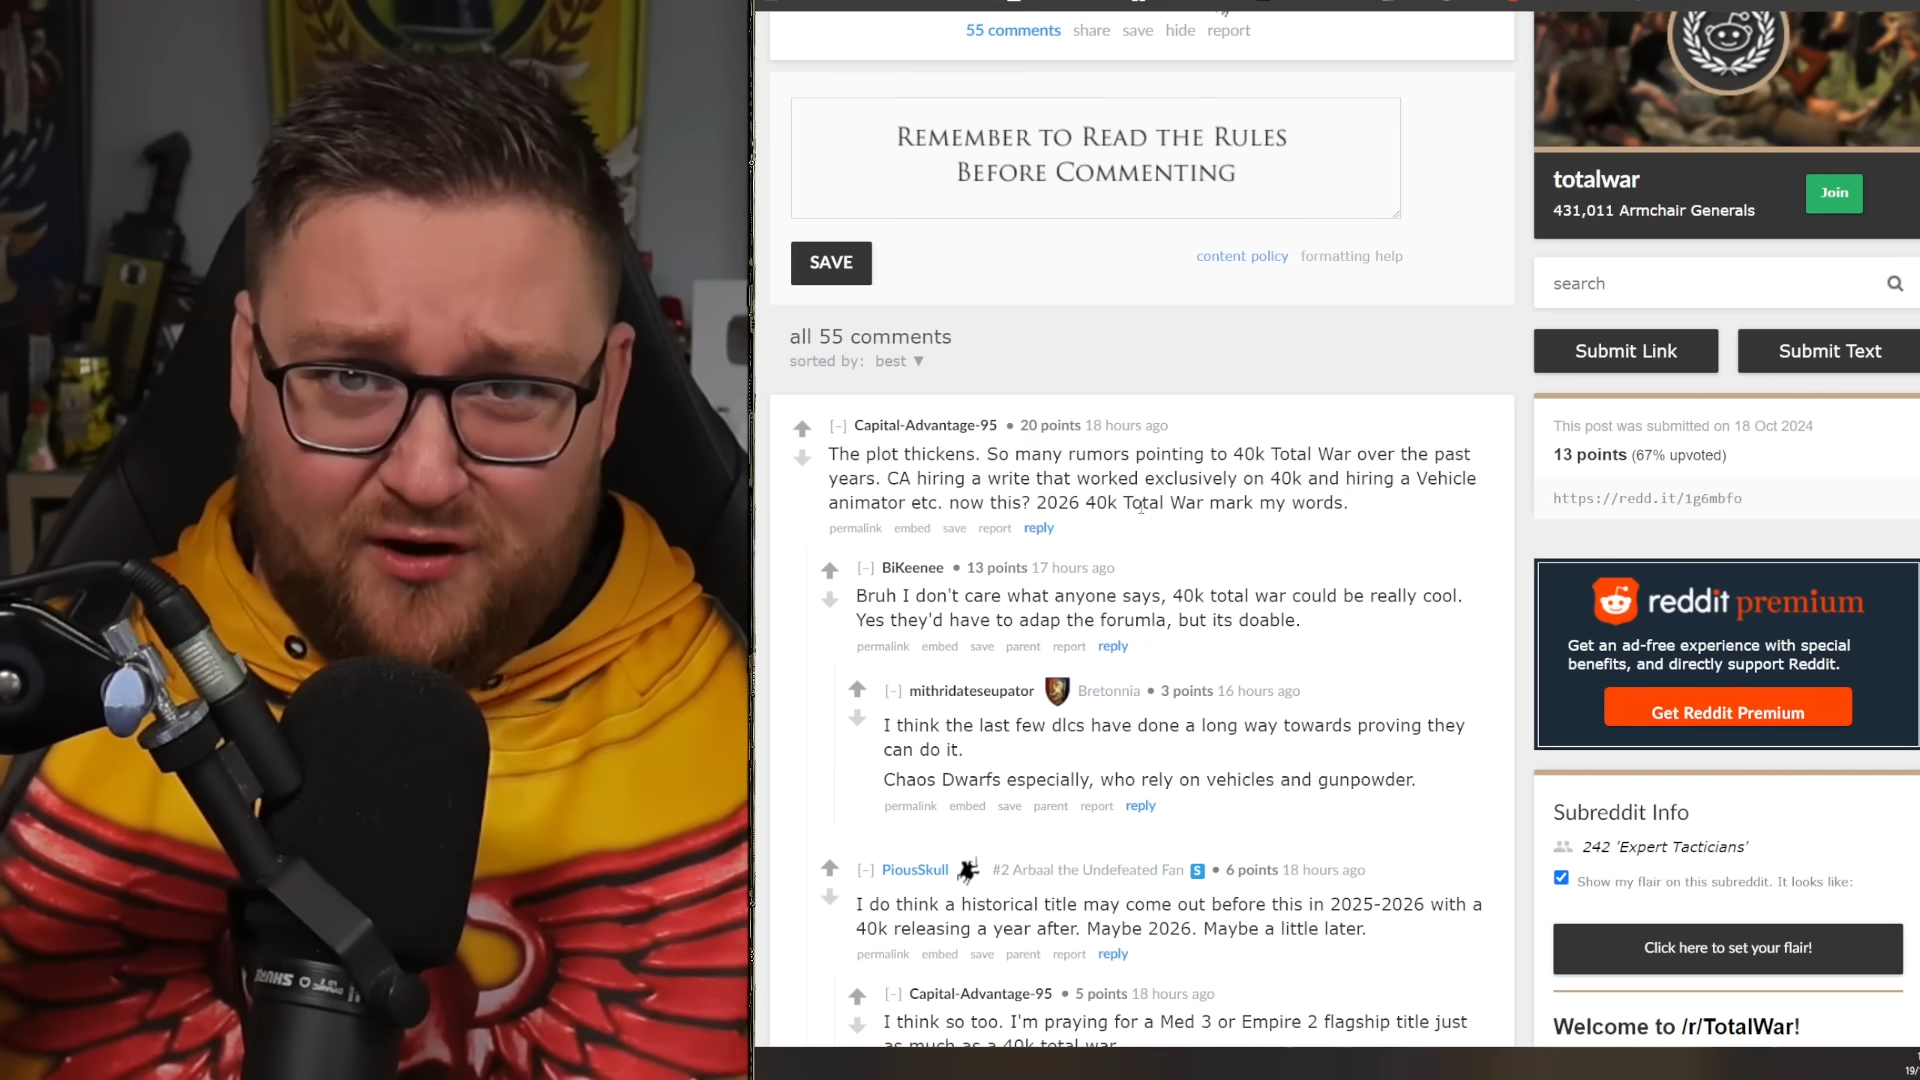 55 comments share save hide report
REMEMBER TO READ THE RULES
BEFORE COMMENTING
SAVE
content policy formatting help
all 55 comments
sorted by: best ▼
[–] Capital-Advantage-95 • 20 points 18 hours ago
The plot thickens. So many rumors pointing to 40k Total War over the past
years. CA hiring a write that worked exclusively on 40k and hiring a Vehicle
animator etc. now this? 2026 40k Total War mark my words.
permalink embed save report reply
[–] BiKeenee • 13 points 17 hours ago
Bruh I don't care what anyone says, 40k total war could be really cool.
Yes they'd have to adap the forumla, but its doable.
permalink embed save parent report reply
[–] mithridateseupator Bretonnia • 3 points 16 hours ago
I think the last few dlcs have done a long way towards proving they
can do it.
Chaos Dwarfs especially, who rely on vehicles and gunpowder.
permalink embed save parent report reply
[–] PiousSkull #2 Arbaal the Undefeated Fan S • 6 points 18 hours ago
I do think a historical title may come out before this in 2025-2026 with a
40k releasing a year after. Maybe 2026. Maybe a little later.
permalink embed save parent report reply
[–] Capital-Advantage-95 • 5 points 18 hours ago
I think so too. I'm praying for a Med 3 or Empire 2 flagship title just
as much as a 40k total war
totalwar
Join
431,011 Armchair Generals
search
Submit Link
Submit Text
This post was submitted on 18 Oct 2024
13 points (67% upvoted)
https://redd.it/1g6mbfo
reddit premium
Get an ad-free experience with special
benefits, and directly support Reddit.
Get Reddit Premium
Subreddit Info
242 'Expert Tacticians'
Show my flair on this subreddit. It looks like:
Click here to set your flair!
Welcome to /r/TotalWar!
SHURE